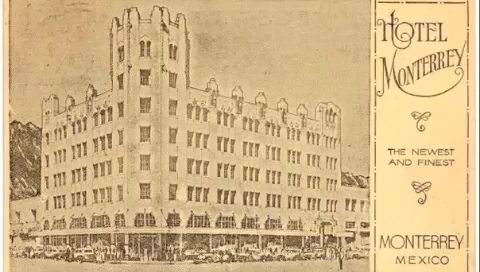 HOTEL
MONTERREY
THE NEWEST
AND FINEST
MONTERREY
MEXICO